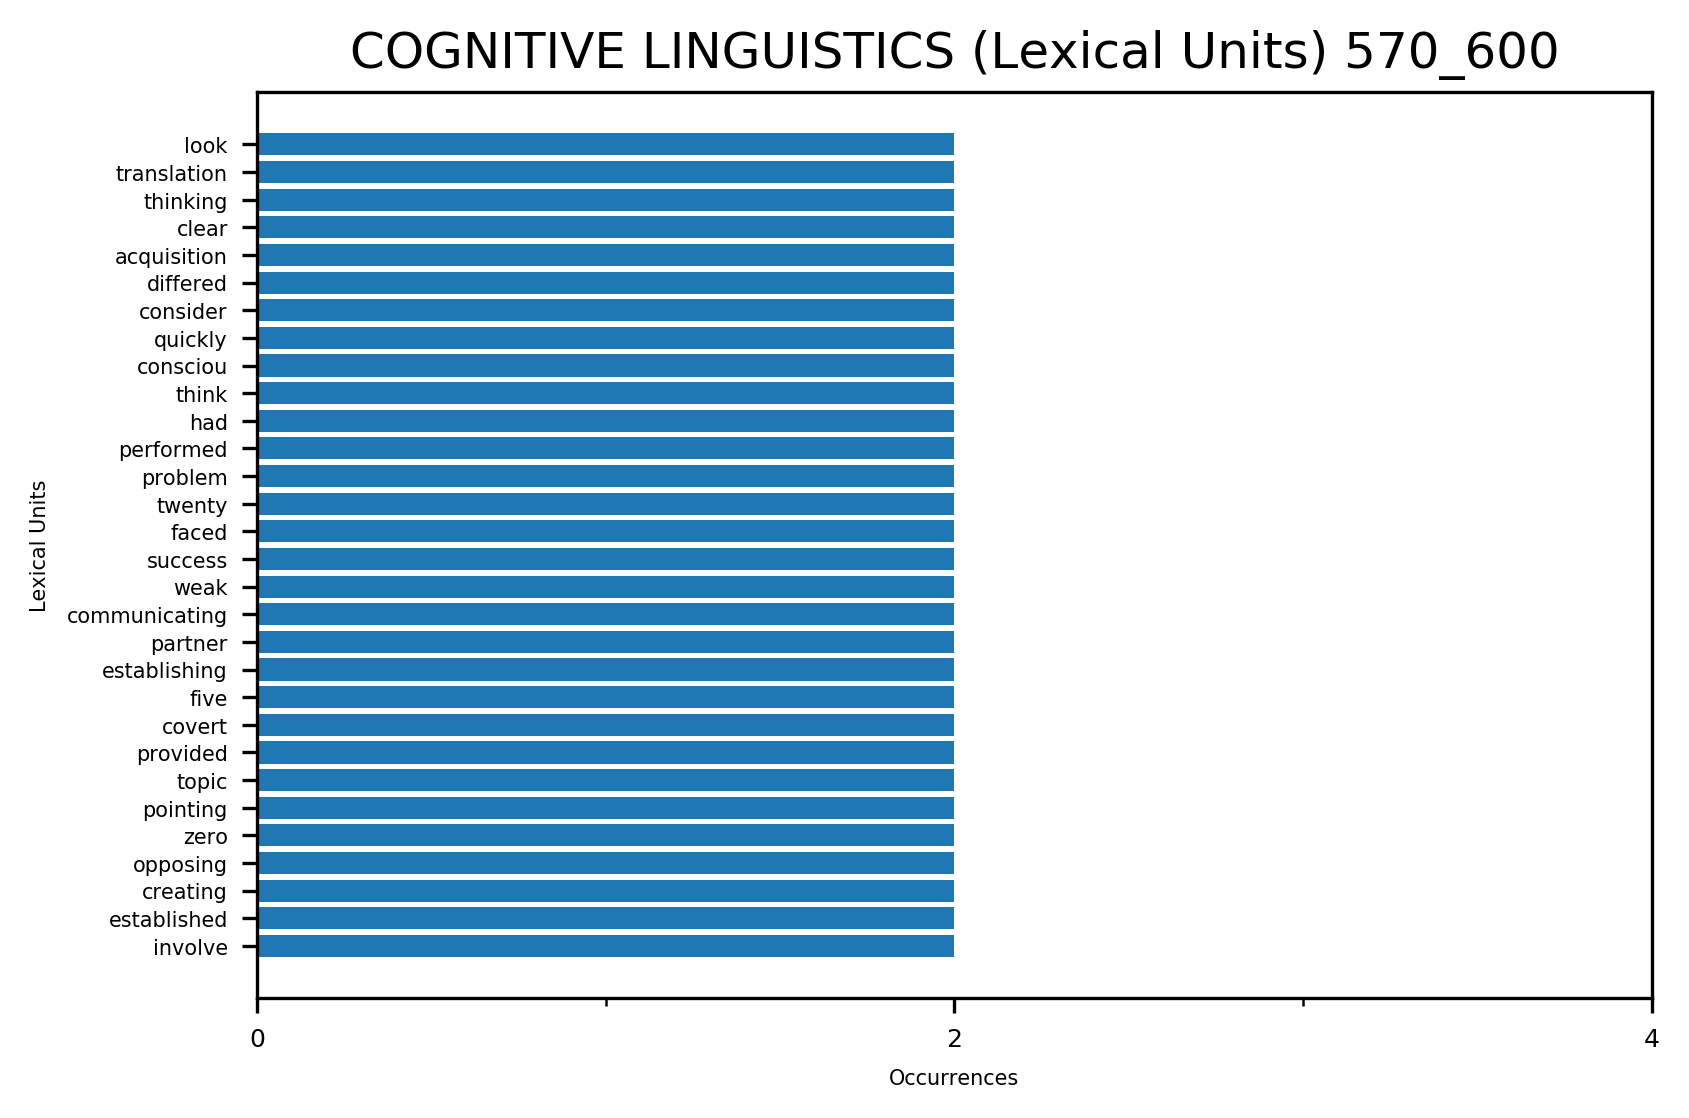 COGNITIVE LINGUISTICS (Lexical Units) 570_600
Lexical Units
look
translation
thinking
clear
acquisition
differed
consider
quickly
consciou
think
had
performed
problem
twenty
faced
success
weak
communicating
partner
establishing
five
covert
provided
topic
pointing
zero
opposing
creating
established
involve
0 2 4
Occurrences